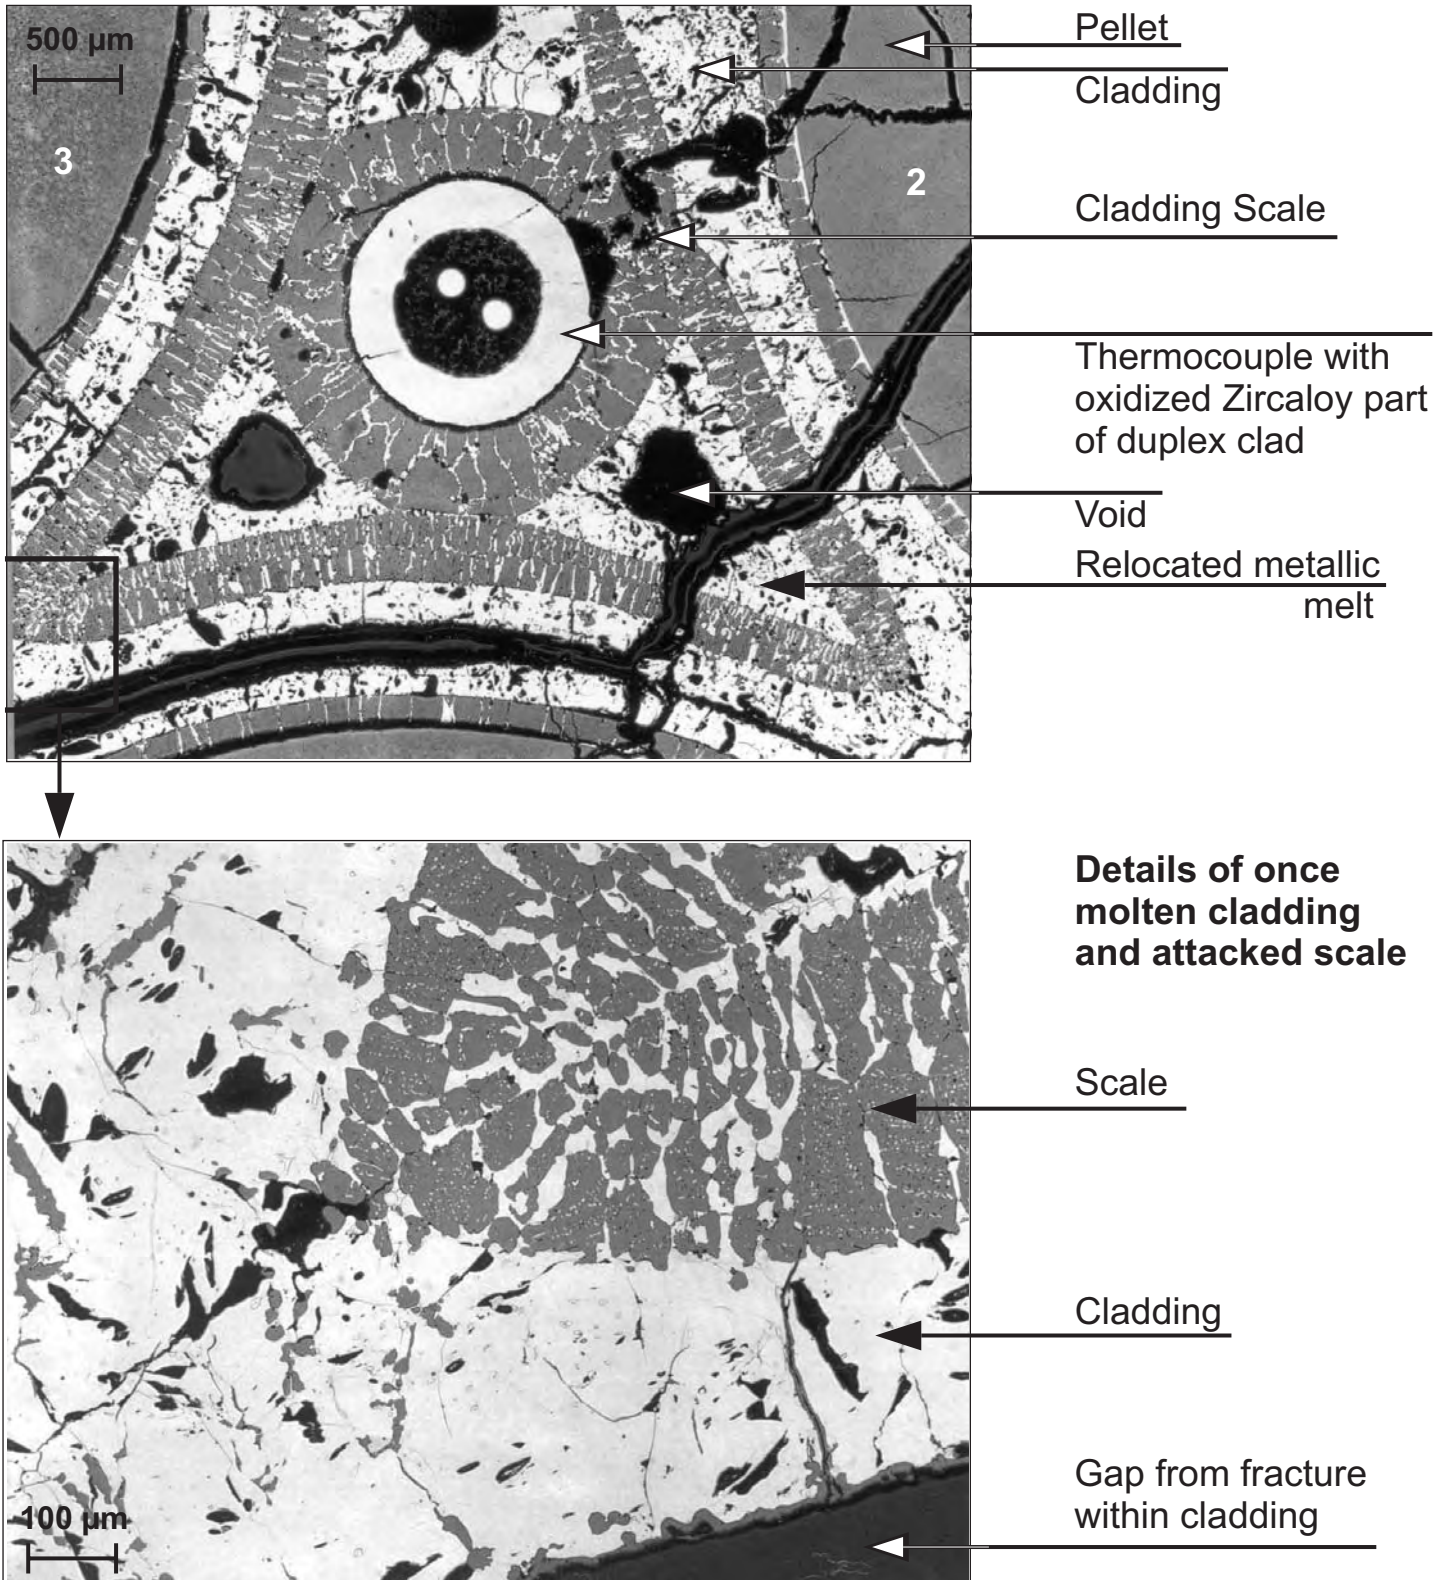 500 µm
3
2
Pellet
Cladding
Cladding Scale
Thermocouple with
oxidized Zircaloy part
of duplex clad
Void
Relocated metallic
melt
Details of once
molten cladding
and attacked scale
Scale
Cladding
Gap from fracture
within cladding
100 µm